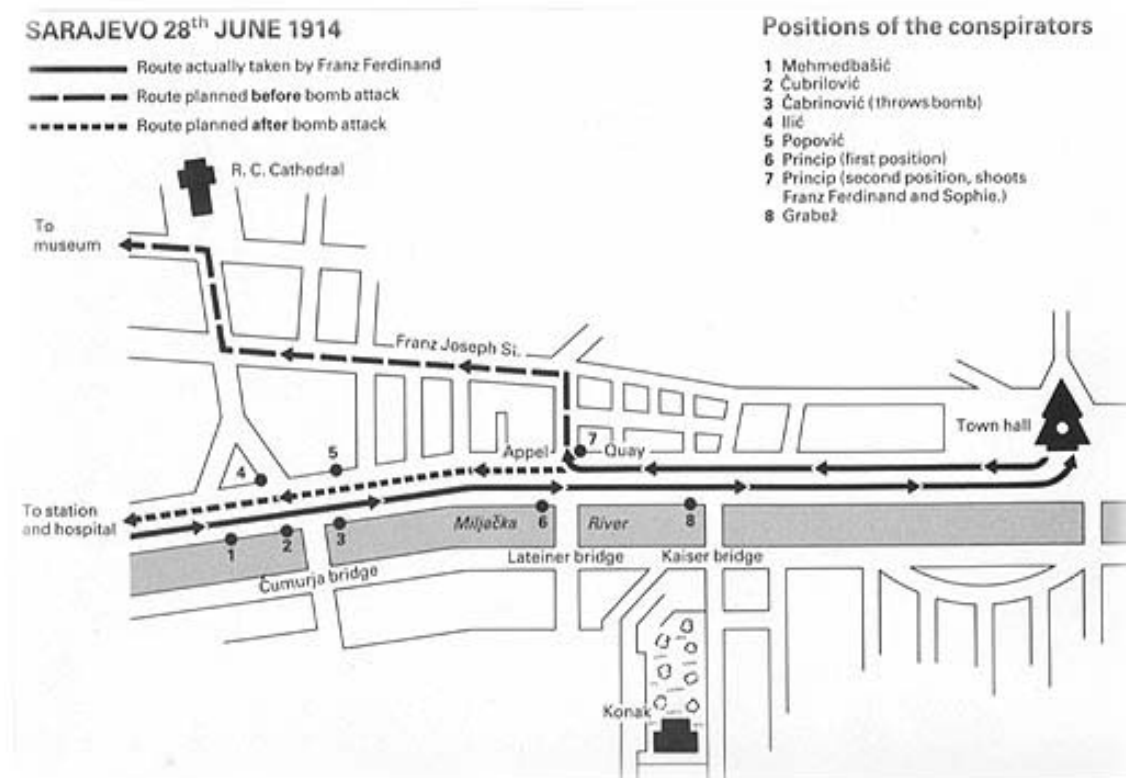 SARAJEVO 28th JUNE 1914
Route actually taken by Franz Ferdinand
Route planned before bomb attack
Route planned after bomb attack
Positions of the conspirators
1 Mehmedbašić
2 Čubrilović
3 Čabrinović (throws bomb)
4 Ilić
5 Popović
6 Princip (first position)
7 Princip (second position, shoots
Franz Ferdinand and Sophie.)
8 Grabež
R. C. Cathedral
To
museum
Franz Joseph St.
Town hall
7
Appel Quay
5
4
To station
and hospital
Miljačka River
6
8
1
2
3
Lateiner bridge
Kaiser bridge
Čumurja bridge
Konak